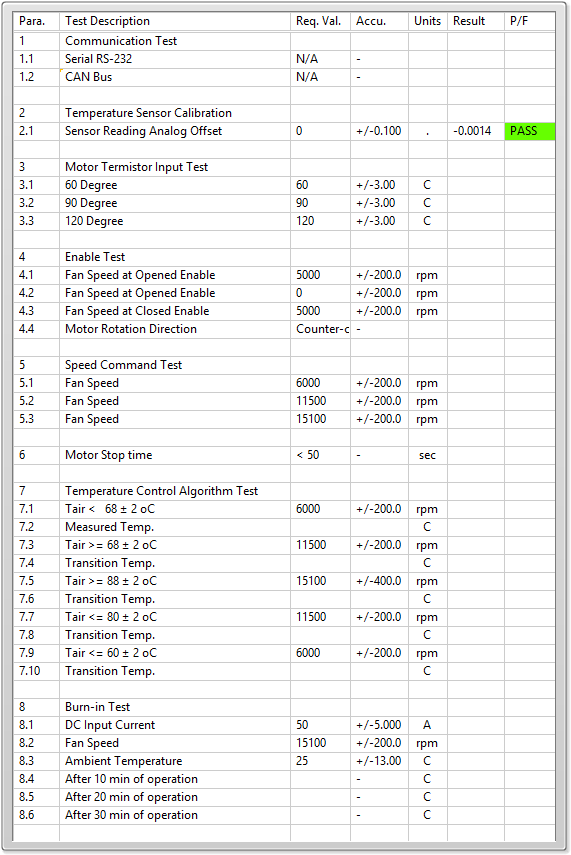 Para. Test Description Req. Val. Accu. Units Result P/F
1 Communication Test
1.1 Serial RS-232 N/A -
1.2 CAN Bus N/A -
2 Temperature Sensor Calibration
2.1 Sensor Reading Analog Offset 0 +/-0.100 . -0.0014 PASS
3 Motor Termistor Input Test
3.1 60 Degree 60 +/-3.00 C
3.2 90 Degree 90 +/-3.00 C
3.3 120 Degree 120 +/-3.00 C
4 Enable Test
4.1 Fan Speed at Opened Enable 5000 +/-200.0 rpm
4.2 Fan Speed at Opened Enable 0 +/-200.0 rpm
4.3 Fan Speed at Closed Enable 5000 +/-200.0 rpm
4.4 Motor Rotation Direction Counter-c -
5 Speed Command Test
5.1 Fan Speed 6000 +/-200.0 rpm
5.2 Fan Speed 11500 +/-200.0 rpm
5.3 Fan Speed 15100 +/-200.0 rpm
6 Motor Stop time < 50 - sec
7 Temperature Control Algorithm Test
7.1 Tair < 68 ± 2 oC 6000 +/-200.0 rpm
7.2 Measured Temp. C
7.3 Tair >= 68 ± 2 oC 11500 +/-200.0 rpm
7.4 Transition Temp. C
7.5 Tair >= 88 ± 2 oC 15100 +/-400.0 rpm
7.6 Transition Temp. C
7.7 Tair <= 80 ± 2 oC 11500 +/-200.0 rpm
7.8 Transition Temp. C
7.9 Tair <= 60 ± 2 oC 6000 +/-200.0 rpm
7.10 Transition Temp. C
8 Burn-in Test
8.1 DC Input Current 50 +/-5.000 A
8.2 Fan Speed 15100 +/-200.0 rpm
8.3 Ambient Temperature 25 +/-13.00 C
8.4 After 10 min of operation - C
8.5 After 20 min of operation - C
8.6 After 30 min of operation - C